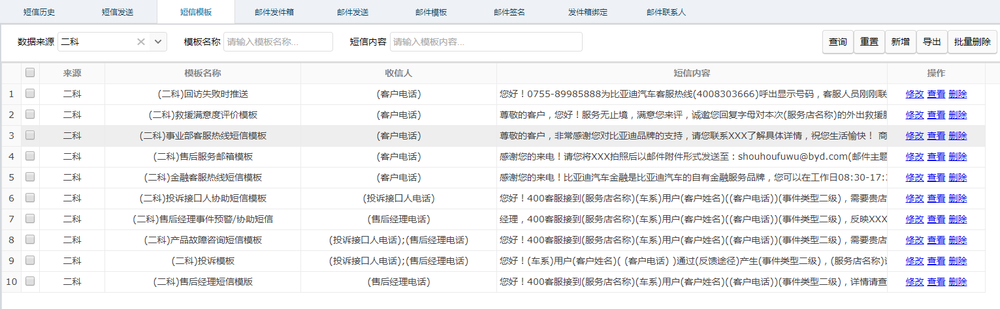 短信历史 短信发送 短信模板 邮件发件箱 邮件发送 邮件模板 邮件签名 发件箱绑定 邮件联系人
数据来源 二科 模板名称 请输入模板名称... 短信内容 请输入模板内容... 查询 重置 新增 导出 批量删除
来源 模板名称 收信人 短信内容 操作
1 二科 (二科)回访失败时推送 (客户电话) 您好！0755-89985888为比亚迪汽车客服热线(4008303666)呼出显示号码，客服人员刚刚联 修改 查看 删除
2 二科 (二科)救援满意度评价模板 (客户电话) 尊敬的客户，您好！服务无止境，满意您来评，诚邀您回复字母对本次(服务店名称)的外出救援服 修改 查看 删除
3 二科 (二科)事业部客服热线短信模板 (客户电话) 尊敬的客户，非常感谢您对比亚迪品牌的支持，请您联系XXX了解具体详情，祝您生活愉快！ 商 修改 查看 删除
4 二科 (二科)售后服务邮箱模板 (客户电话) 感谢您的来电！请您将XXX拍照后以邮件附件形式发送至：shouhoufuwu@byd.com(邮件主题 修改 查看 删除
5 二科 (二科)金融客服热线短信模板 (客户电话) 感谢您的来电！比亚迪汽车金融是比亚迪汽车的自有金融服务品牌，您可以在工作日08:30-17: 修改 查看 删除
6 二科 (二科)投诉接口人协助短信模板 (投诉接口人电话) 您好！400客服接到(服务店名称)(车系)用户(客户姓名)((客户电话))(事件类型二级)，需要贵店 修改 查看 删除
7 二科 (二科)售后经理事件预警/协助短信 (售后经理电话) 经理，400客服接到(服务店名称)(车系)用户(客户姓名)((客户电话))(事件类型二级)，反映XXX 修改 查看 删除
8 二科 (二科)产品故障咨询短信模板 (投诉接口人电话);(售后经理电话) 您好！400客服接到(服务店名称)(车系)用户(客户姓名)((客户电话))(事件类型二级)，需要贵店 修改 查看 删除
9 二科 (二科)投诉模板 (投诉接口人电话);(售后经理电话) 您好！(车系)用户(客户姓名)( (客户电话) )通过(反馈途径)产生(事件类型二级)，(服务店名称) 修改 查看 删除
10 二科 (二科)售后经理短信模版 (售后经理电话) 您好！400客服接到(服务店名称)(车系)用户(客户姓名)((客户电话))(事件类型二级)，详情请查 修改 查看 删除